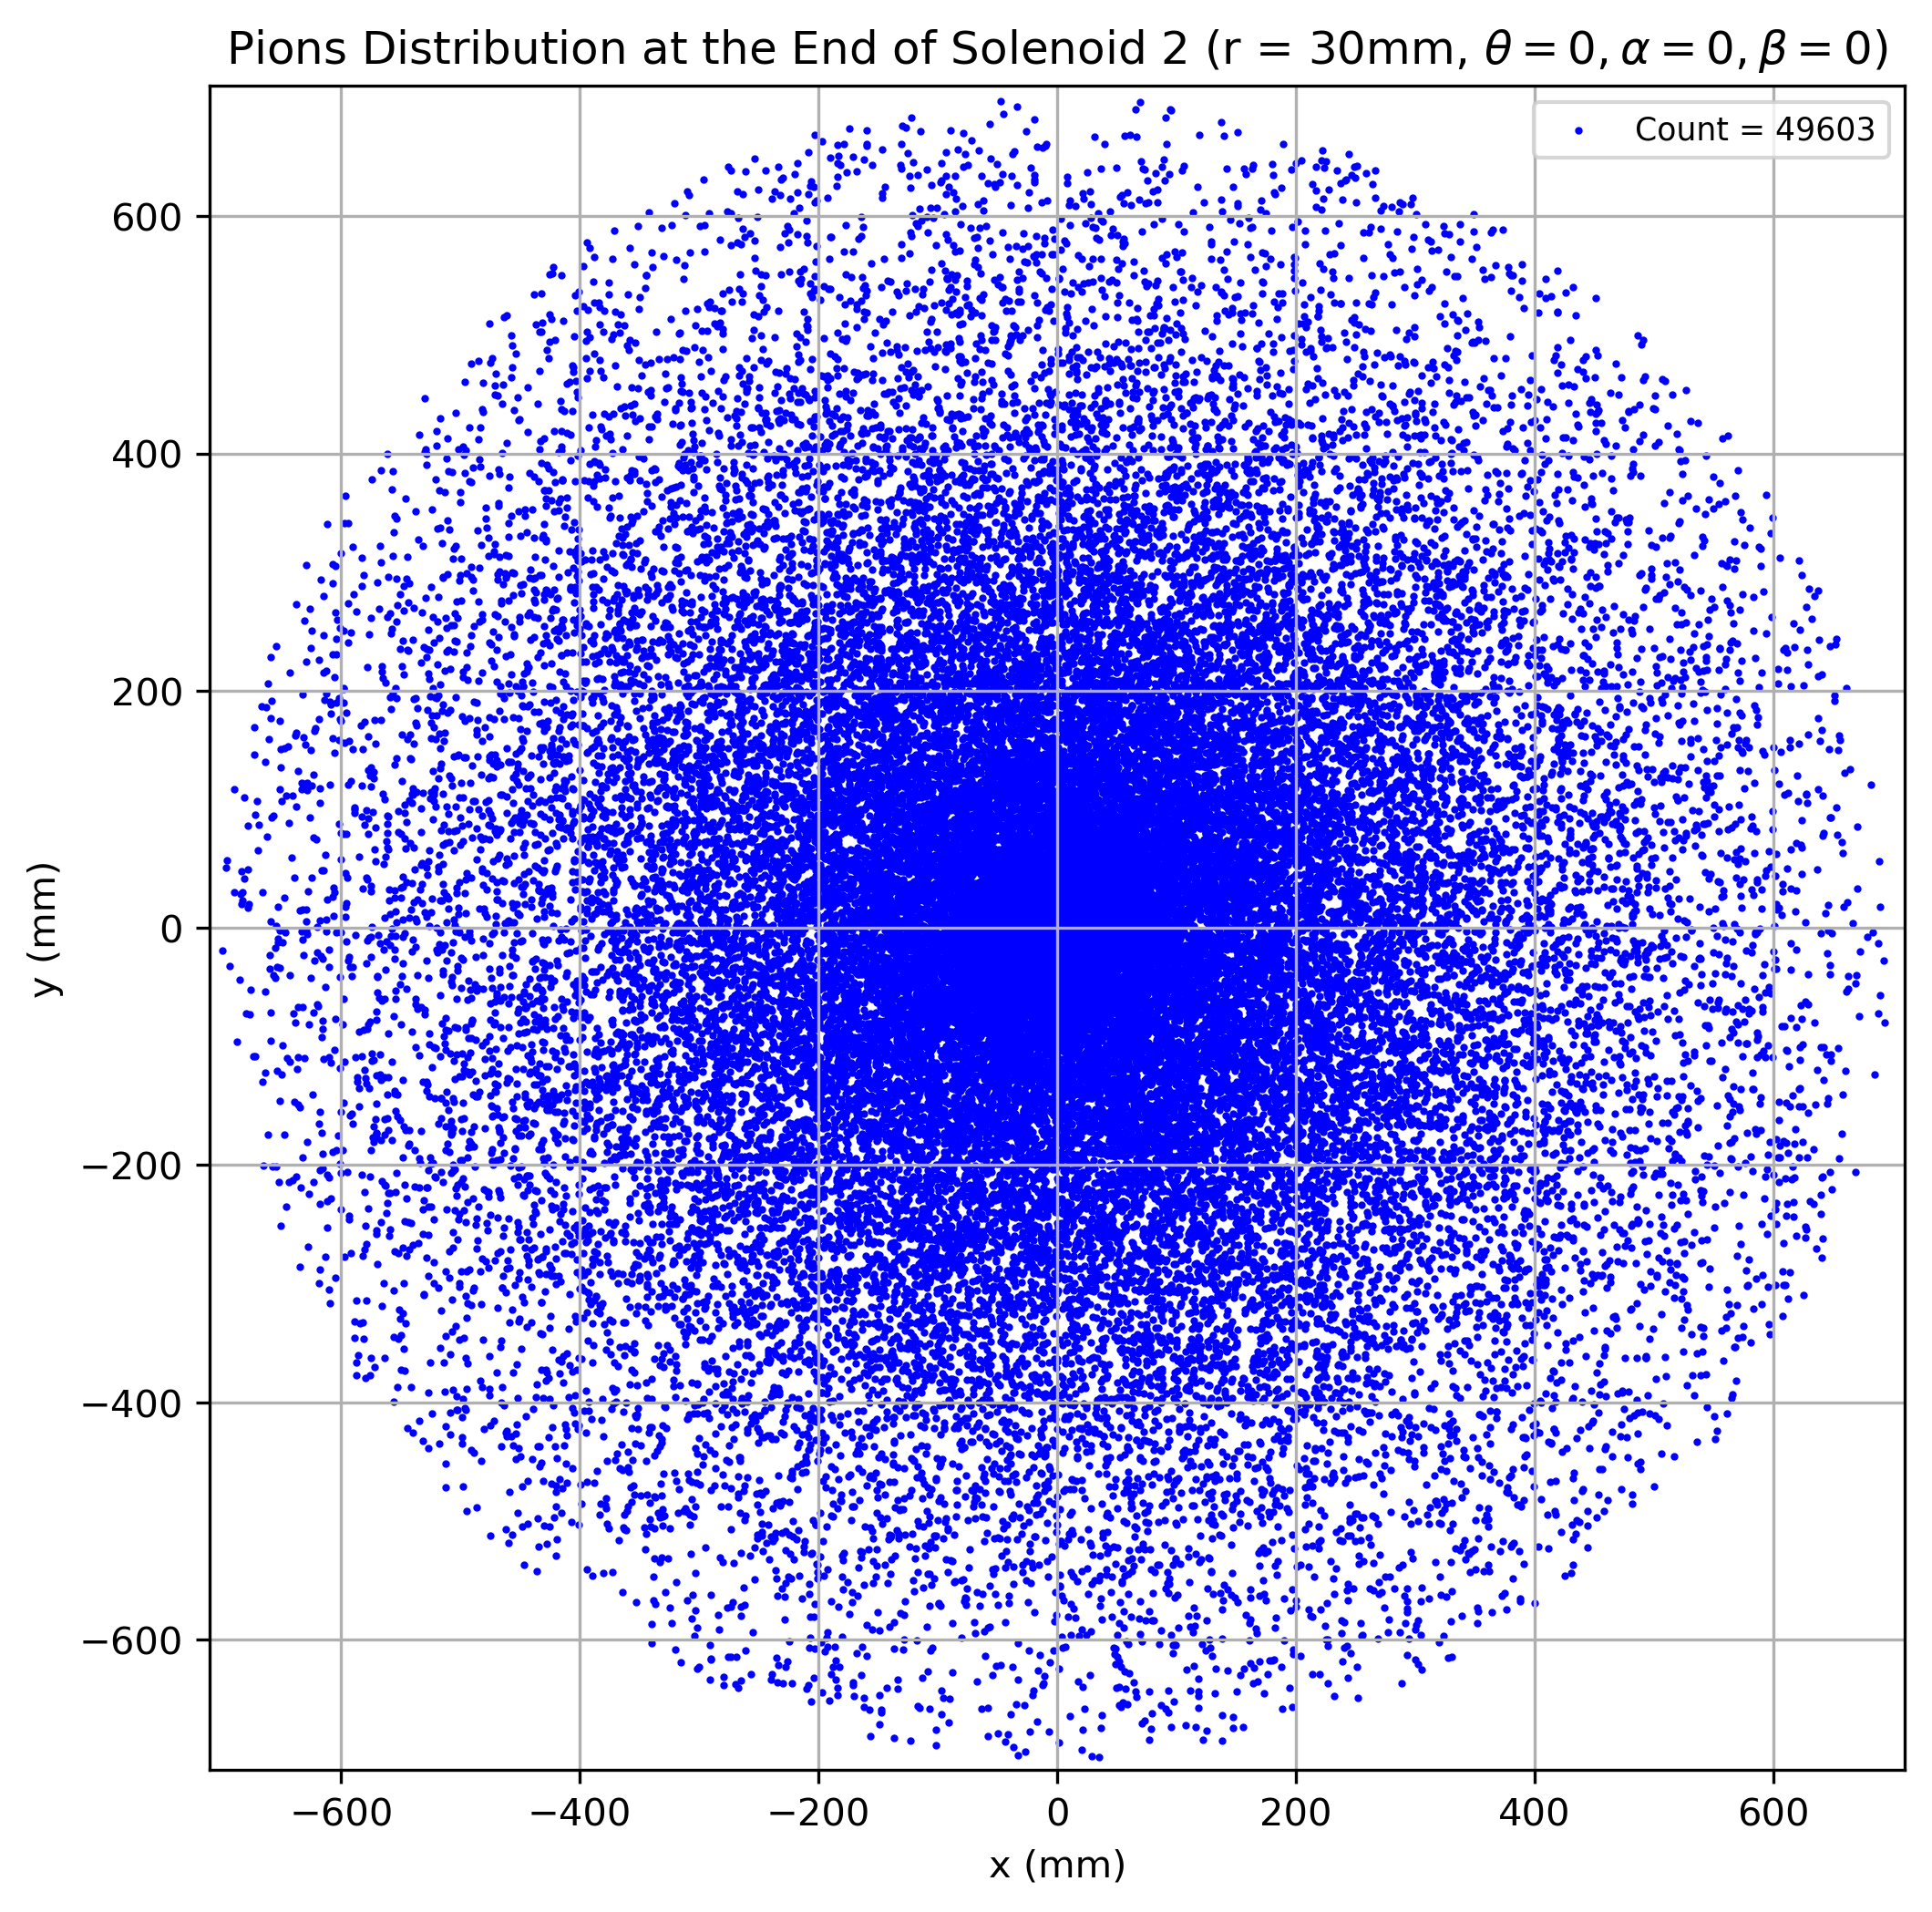 Pions Distribution at the End of Solenoid 2 (r = 30mm, θ = 0, α = 0, β = 0)
Count = 49603
600
400
200
0
−200
−400
−600
y (mm)
−600 −400 −200 0 200 400 600
x (mm)